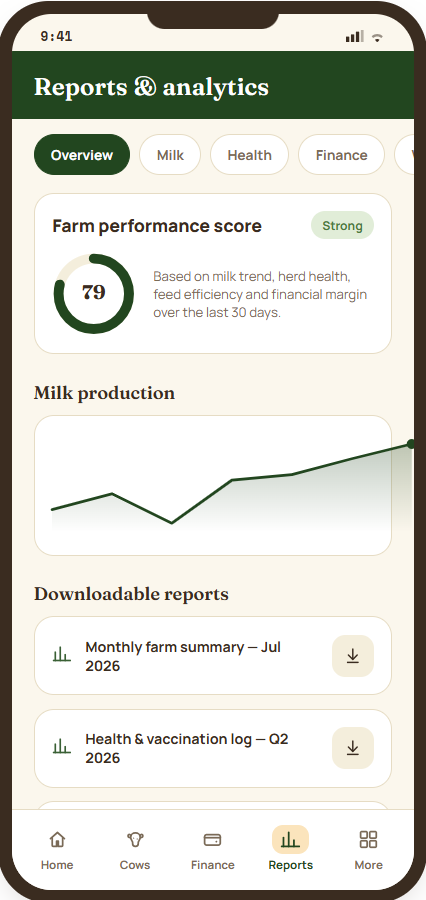 9:41
Reports & analytics
Overview
Milk
Health
Finance
Farm performance score
Strong
79
Based on milk trend, herd health,
feed efficiency and financial margin
over the last 30 days.
Milk production
Downloadable reports
Monthly farm summary — Jul
2026
Health & vaccination log — Q2
2026
Home
Cows
Finance
Reports
More